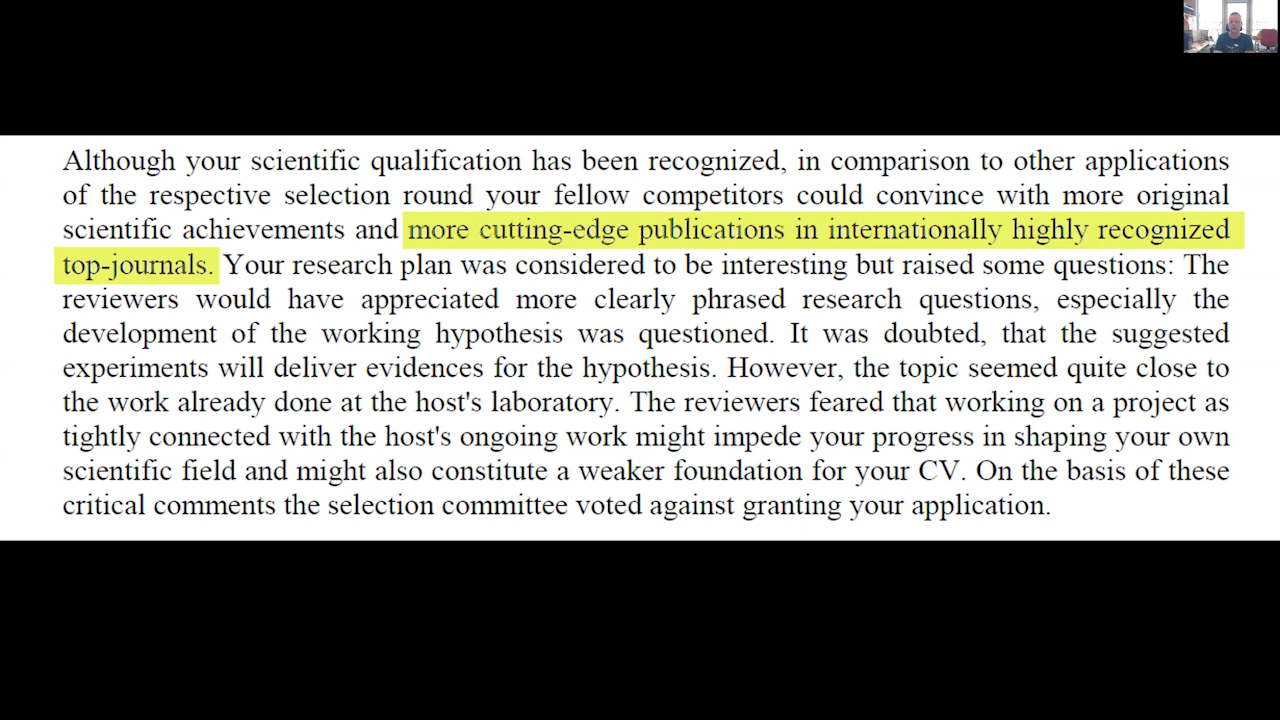 Although your scientific qualification has been recognized, in comparison to other applications
of the respective selection round your fellow competitors could convince with more original
scientific achievements and more cutting-edge publications in internationally highly recognized
top-journals. Your research plan was considered to be interesting but raised some questions: The
reviewers would have appreciated more clearly phrased research questions, especially the
development of the working hypothesis was questioned. It was doubted, that the suggested
experiments will deliver evidences for the hypothesis. However, the topic seemed quite close to
the work already done at the host's laboratory. The reviewers feared that working on a project as
tightly connected with the host's ongoing work might impede your progress in shaping your own
scientific field and might also constitute a weaker foundation for your CV. On the basis of these
critical comments the selection committee voted against granting your application.